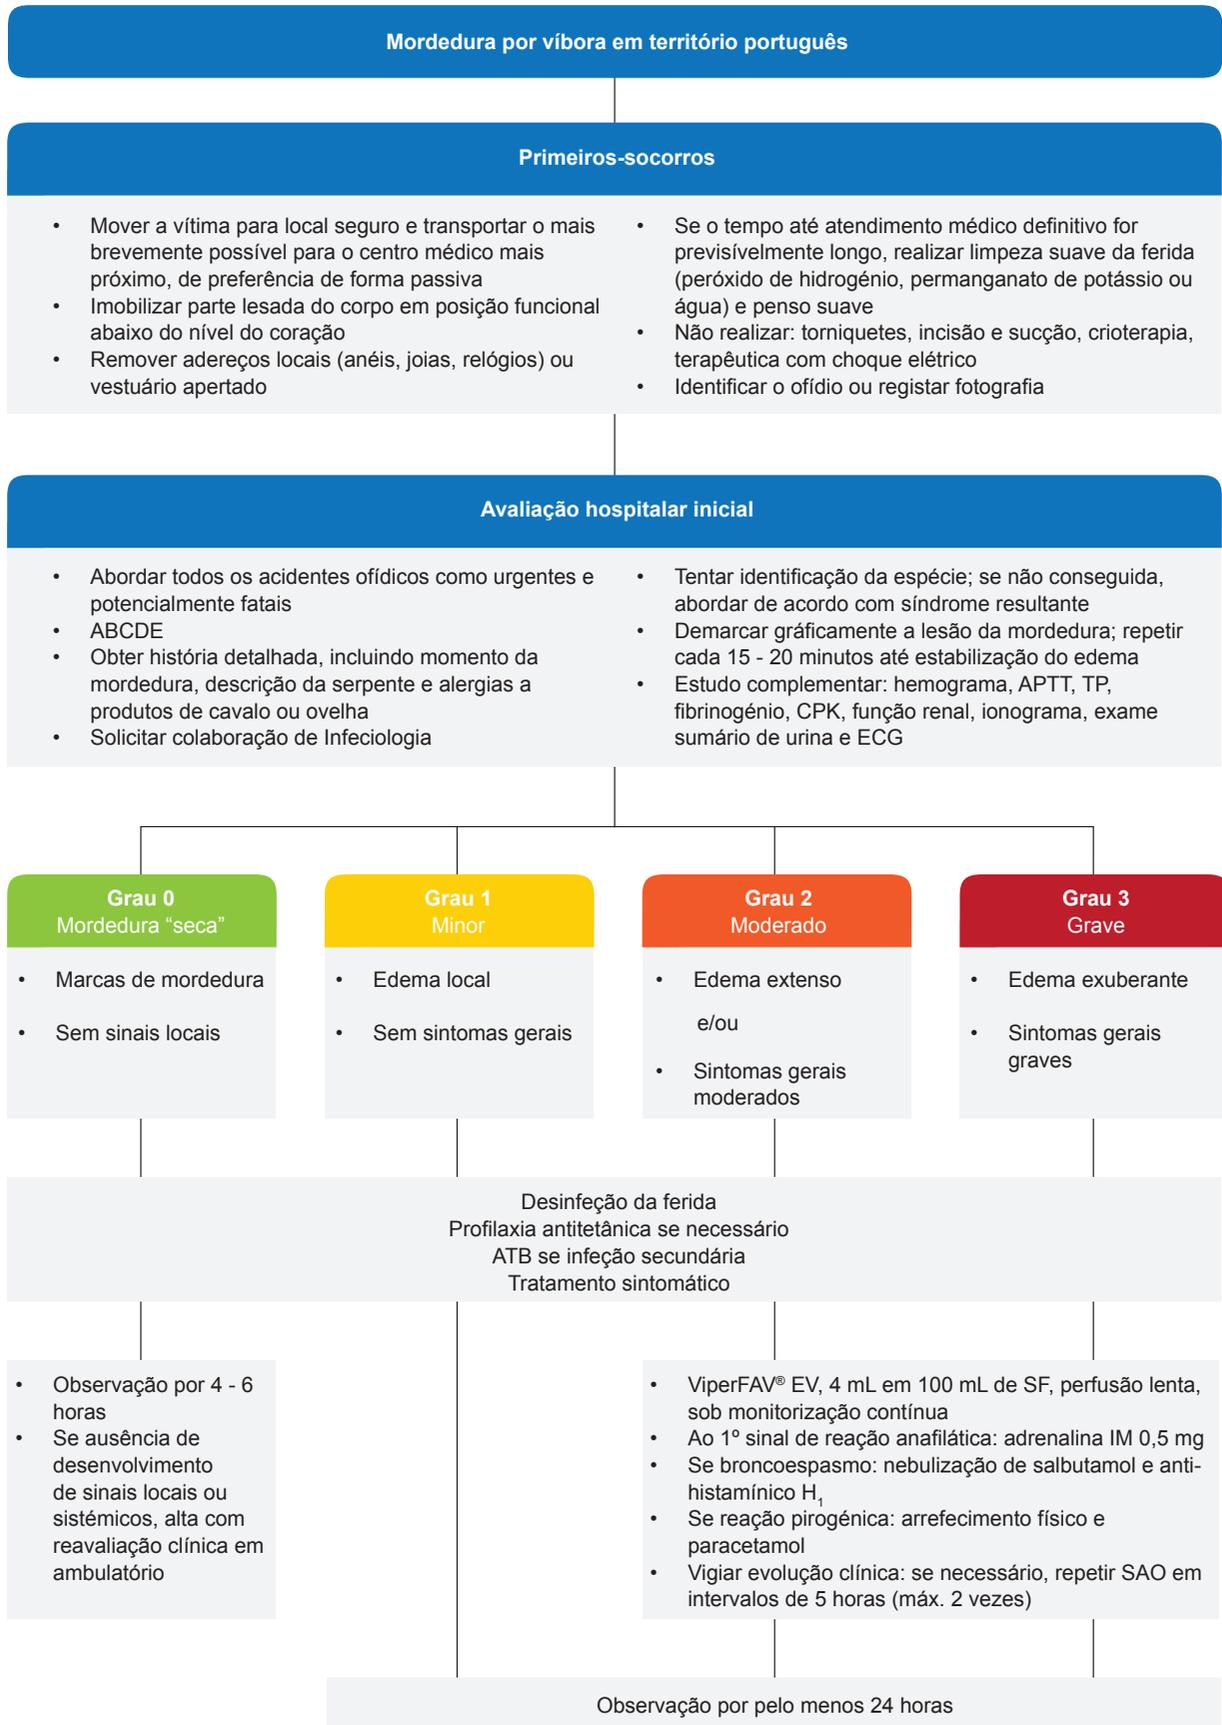 Mordedura por víbora em território português
Primeiros-socorros
• Mover a vítima para local seguro e transportar o mais
brevemente possível para o centro médico mais
próximo, de preferência de forma passiva
• Imobilizar parte lesada do corpo em posição funcional
abaixo do nível do coração
• Remover adereços locais (anéis, joias, relógios) ou
vestuário apertado
• Se o tempo até atendimento médico definitivo for
previsívelmente longo, realizar limpeza suave da ferida
(peróxido de hidrogénio, permanganato de potássio ou
água) e penso suave
• Não realizar: torniquetes, incisão e sucção, crioterapia,
terapêutica com choque elétrico
• Identificar o ofídio ou registar fotografia
Avaliação hospitalar inicial
• Abordar todos os acidentes ofídicos como urgentes e
potencialmente fatais
• ABCDE
• Obter história detalhada, incluindo momento da
mordedura, descrição da serpente e alergias a
produtos de cavalo ou ovelha
• Solicitar colaboração de Infeciologia
• Tentar identificação da espécie; se não conseguida,
abordar de acordo com síndrome resultante
• Demarcar gráficamente a lesão da mordedura; repetir
cada 15 - 20 minutos até estabilização do edema
• Estudo complementar: hemograma, APTT, TP,
fibrinogénio, CPK, função renal, ionograma, exame
sumário de urina e ECG
Grau 0
Mordedura “seca”
• Marcas de mordedura
• Sem sinais locais
Grau 1
Minor
• Edema local
• Sem sintomas gerais
Grau 2
Moderado
• Edema extenso
e/ou
• Sintomas gerais
moderados
Grau 3
Grave
• Edema exuberante
• Sintomas gerais
graves
Desinfeção da ferida
Profilaxia antitetânica se necessário
ATB se infeção secundária
Tratamento sintomático
• Observação por 4 - 6
horas
• Se ausência de
desenvolvimento
de sinais locais ou
sistémicos, alta com
reavaliação clínica em
ambulatório
• ViperFAV® EV, 4 mL em 100 mL de SF, perfusão lenta,
sob monitorização contínua
• Ao 1º sinal de reação anafilática: adrenalina IM 0,5 mg
• Se broncoespasmo: nebulização de salbutamol e anti-
histamínico H₁
• Se reação pirogénica: arrefecimento físico e
paracetamol
• Vigiar evolução clínica: se necessário, repetir SAO em
intervalos de 5 horas (máx. 2 vezes)
Observação por pelo menos 24 horas